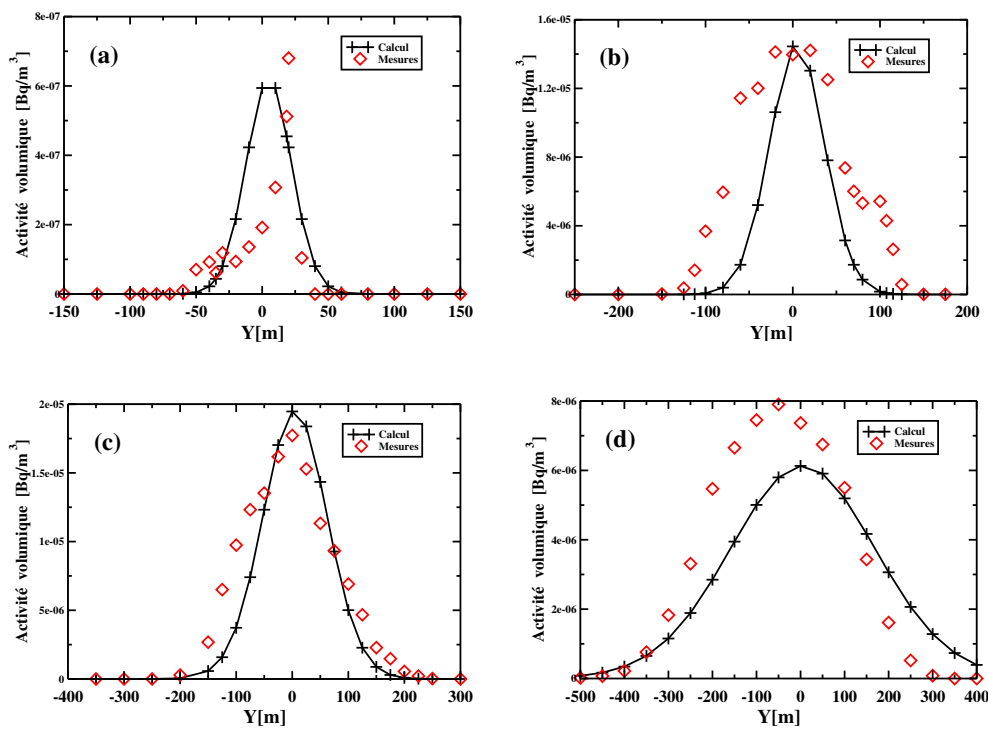 8e-07
6e-07
4e-07
2e-07
0
Activité volumique [Bq/m³]
(a)
Calcul
Mesures
-150 -100 -50 0 50 100 150
Y[m]
1.6e-05
1.2e-05
8e-06
4e-06
0
Activité volumique [Bq/m³]
(b)
Calcul
Mesures
-200 -100 0 100 200
Y[m]
2e-05
1.5e-05
1e-05
5e-06
0
Activité volumique [Bq/m³]
(c)
Calcul
Mesures
-400 -300 -200 -100 0 100 200 300
Y[m]
8e-06
6e-06
4e-06
2e-06
0
Activité volumique [Bq/m³]
(d)
Calcul
Mesures
-500 -400 -300 -200 -100 0 100 200 300 400
Y[m]